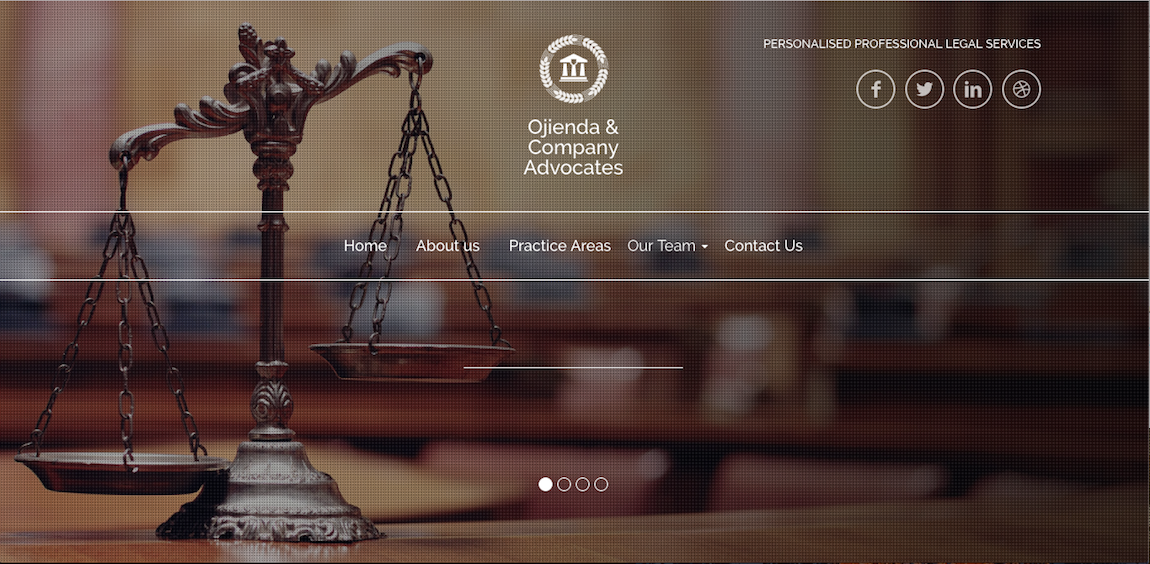 PERSONALISED PROFESSIONAL LEGAL SERVICES
Ojienda &
Company
Advocates
Home About us Practice Areas Our Team Contact Us